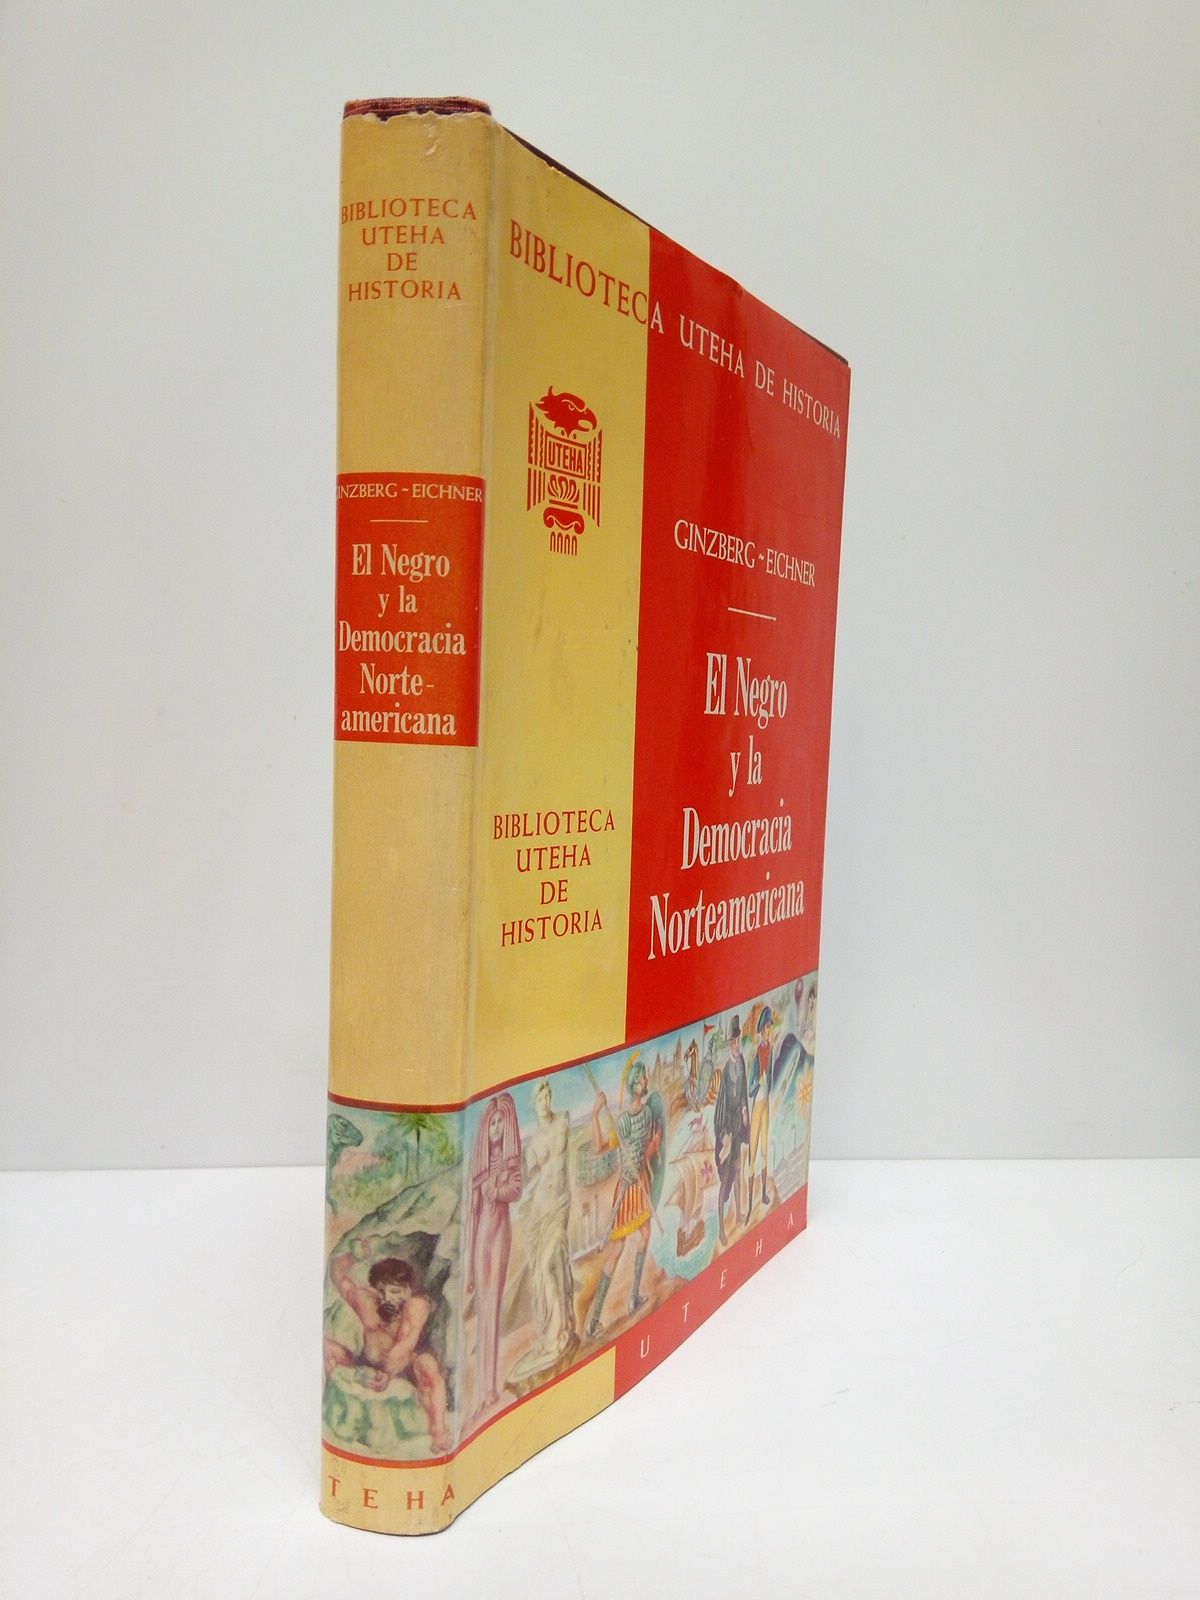 BIBLIOTECA
UTEHA
DE
HISTORIA
INZBERG-EICHNER
El Negro
y la
Democracia
Norte-
americana
TEHA
BIBLIOTECA UTEHA DE HISTORIA
UTEHA
GINZBERG-EICHNER
El Negro
y la
Democracia
Norteamericana
BIBLIOTECA
UTEHA
DE
HISTORIA
UTEHA